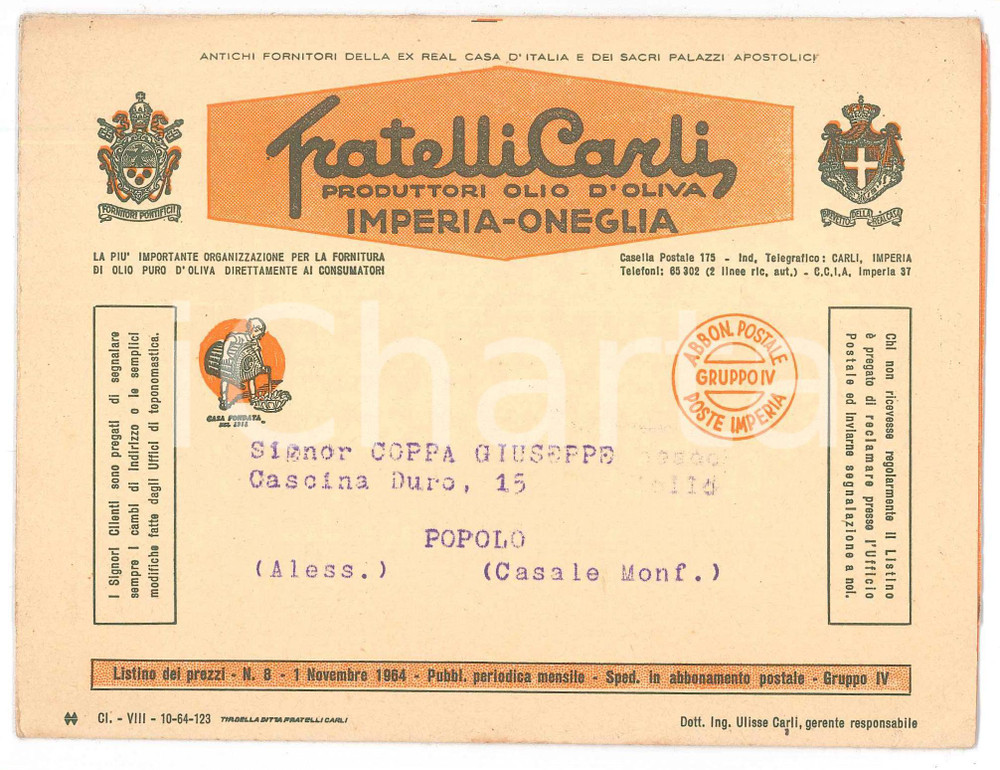 ANTICHI FORNITORI DELLA EX REAL CASA D'ITALIA E DEI SACRI PALAZZI APOSTOLICI
Fratelli Carli
PRODUTTORI OLIO D'OLIVA
IMPERIA-ONEGLIA
FORNITORI PONTIFICII
BREVETTO DELLA REAL CASA
LA PIU' IMPORTANTE ORGANIZZAZIONE PER LA FORNITURA
DI OLIO PURO D'OLIVA DIRETTAMENTE AI CONSUMATORI
Casella Postale 175 - Ind. Telegrafico: CARLI, IMPERIA
Telefoni: 65 302 (2 linee ric. aut.) - C.C.I.A. Imperia 37
I Signori Clienti sono pregati di segnalare
sempre i cambi di indirizzo o le semplici
modifiche fatte dagli Uffici di toponomastica.
CASA FONDATA
NEL 1911
ABBON. POSTALE
GRUPPO IV
POSTE IMPERIA
Chi non ricevesse regolarmente il Listino
è pregato di reclamare presso l'Ufficio
Postale ed inviarne segnalazione a noi.
iCharta
Signor COPPA GIUSEPPE
Cascina Duro, 15
POPOLO
(Aless.) (Casale Monf.)
Listino dei prezzi - N. 8 - 1 Novembre 1964 - Pubbl. periodica mensile - Sped. in abbonamento postale - Gruppo IV
Cl. - VIII - 10-64-123 TIP. DELLA DITTA FRATELLI CARLI
Dott. Ing. Ulisse Carli, gerente responsabile